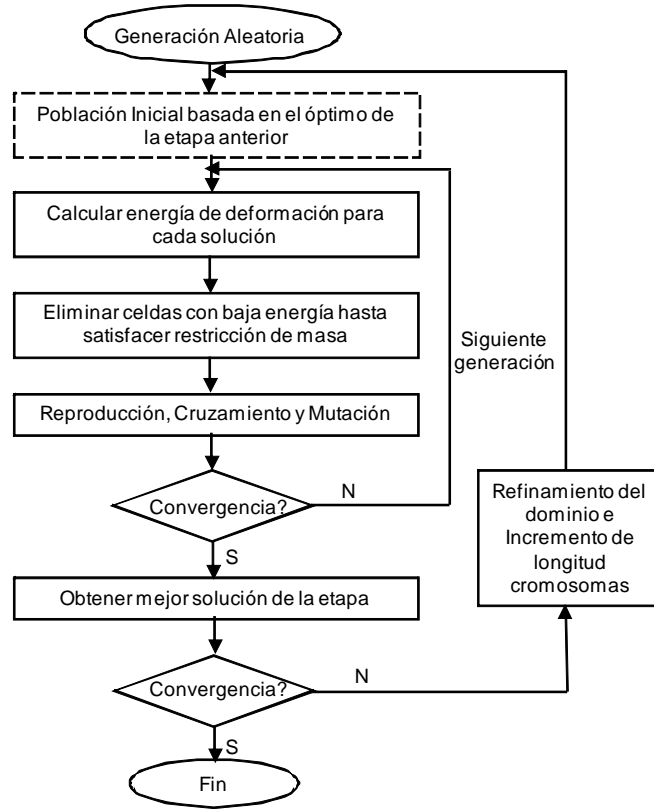 Generación Aleatoria
Población Inicial basada en el óptimo de
la etapa anterior
Calcular energía de deformación para
cada solución
Eliminar celdas con baja energía hasta
satisfacer restricción de masa
Siguiente
generación
Reproducción, Cruzamiento y Mutación
Convergencia?
N
S
Refinamiento del
dominio e
Incremento de
longitud
cromosomas
Obtener mejor solución de la etapa
Convergencia?
N
S
Fin